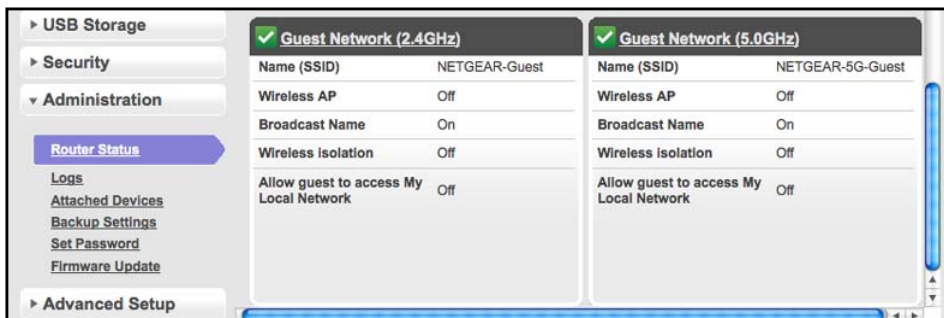 USB Storage
Security
Administration
Router Status
Logs
Attached Devices
Backup Settings
Set Password
Firmware Update
Advanced Setup
Guest Network (2.4GHz)
Name (SSID) NETGEAR-Guest
Wireless AP Off
Broadcast Name On
Wireless isolation Off
Allow guest to access My
Local Network Off
Guest Network (5.0GHz)
Name (SSID) NETGEAR-5G-Guest
Wireless AP Off
Broadcast Name On
Wireless isolation Off
Allow guest to access My
Local Network Off